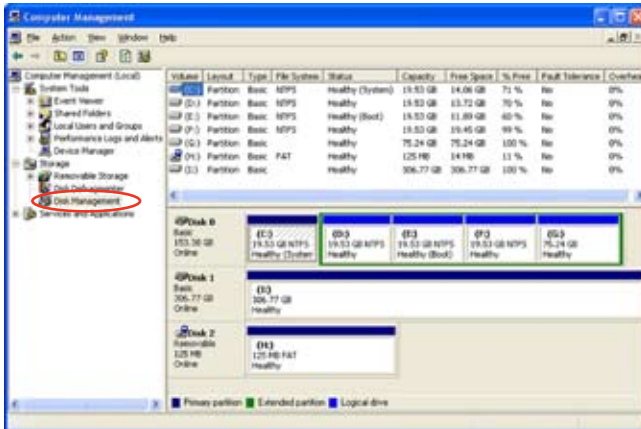 Computer Management
File Action View Window Help
Computer Management (Local)
System Tools
Event Viewer
Shared Folders
Local Users and Groups
Performance Logs and Alerts
Device Manager
Storage
Removable Storage
Disk Defragmenter
Disk Management
Services and Applications
Volume Layout Type File System Status Capacity Free Space % Free Fault Tolerance Overhea
(C:) Partition Basic NTFS Healthy (System) 19.53 GB 14.06 GB 71 % No 0%
(D:) Partition Basic NTFS Healthy 19.53 GB 13.72 GB 70 % No 0%
(E:) Partition Basic NTFS Healthy (Boot) 19.53 GB 11.89 GB 60 % No 0%
(F:) Partition Basic NTFS Healthy 19.53 GB 19.45 GB 99 % No 0%
(G:) Partition Basic Healthy 75.24 GB 75.24 GB 100 % No 0%
(H:) Partition Basic FAT Healthy 125 MB 14 MB 11 % No 0%
(I:) Partition Basic Healthy 306.77 GB 306.77 GB 100 % No 0%
Disk 0
Basic
153.38 GB
Online
(C:)
19.53 GB NTFS
Healthy (System
(D:)
19.53 GB NTFS
Healthy
(E:)
19.53 GB NTFS
Healthy (Boot)
(F:)
19.53 GB NTFS
Healthy
(G:)
75.24 GB
Healthy
Disk 1
Basic
306.77 GB
Online
(I:)
306.77 GB
Healthy
Disk 2
Removable
125 MB
Online
(H:)
125 MB FAT
Healthy
Primary partition Extended partition Logical drive